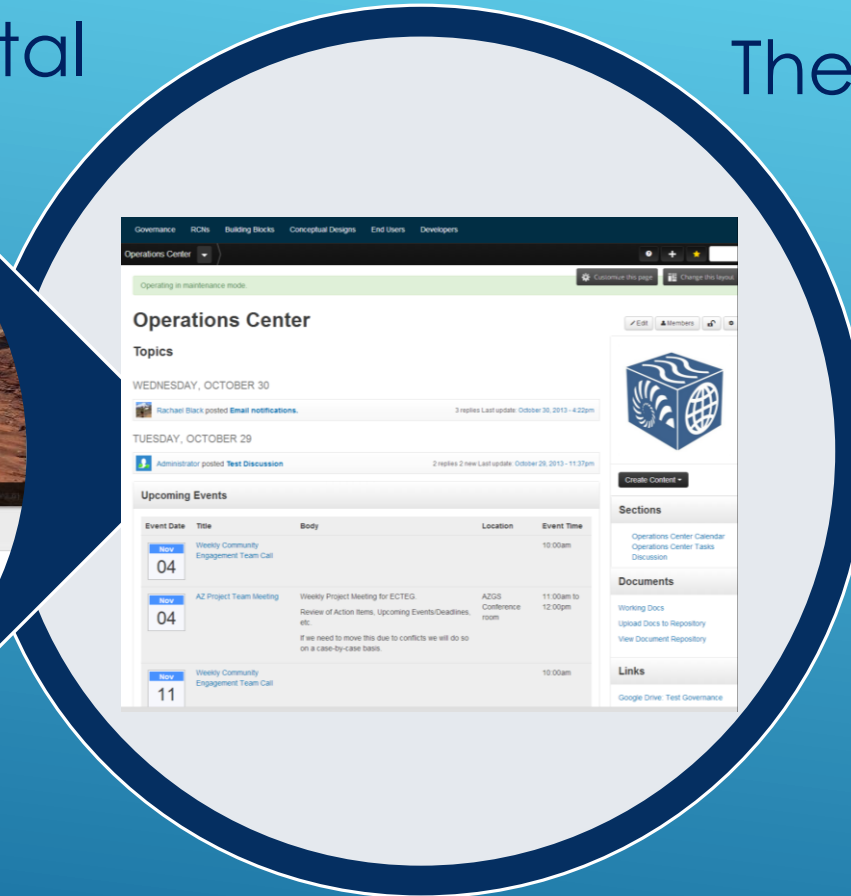 tal
The
Governance RCNs Building Blocks Conceptual Designs End Users Developers
Operations Center
Customize this page Change this layout
Operating in maintenance mode.
Operations Center
Edit Members
Topics
WEDNESDAY, OCTOBER 30
Rachael Black posted Email notifications. 3 replies Last update: October 30, 2013 - 4:22pm
TUESDAY, OCTOBER 29
Administrator posted Test Discussion 2 replies 2 new Last update: October 29, 2013 - 11:37pm
Upcoming Events
Event Date Title Body Location Event Time
Nov
04
Weekly Community
Engagement Team Call
10:00am
Nov
04
AZ Project Team Meeting
Weekly Project Meeting for ECTEG.
Review of Action Items, Upcoming Events/Deadlines,
etc.
If we need to move this due to conflicts we will do so
on a case-by-case basis.
AZGS
Conference
room
11:00am to
12:00pm
Nov
11
Weekly Community
Engagement Team Call
10:00am
Create Content
Sections
Operations Center Calendar
Operations Center Tasks
Discussion
Documents
Working Docs
Upload Docs to Repository
View Document Repository
Links
Google Drive: Test Governance